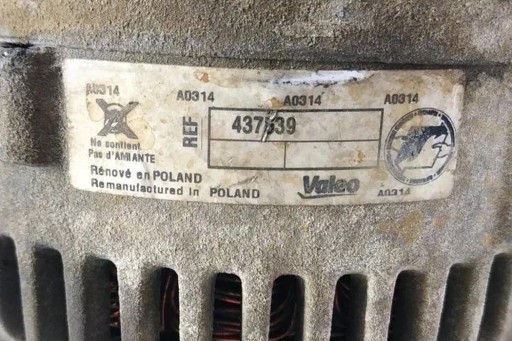 A0314 A0314 A0314 A0314
A
Ne contient
Pas d'AMIANTE
REF 437539
Rénové en POLAND
Remanufactured in POLAND
Valeo
A0314